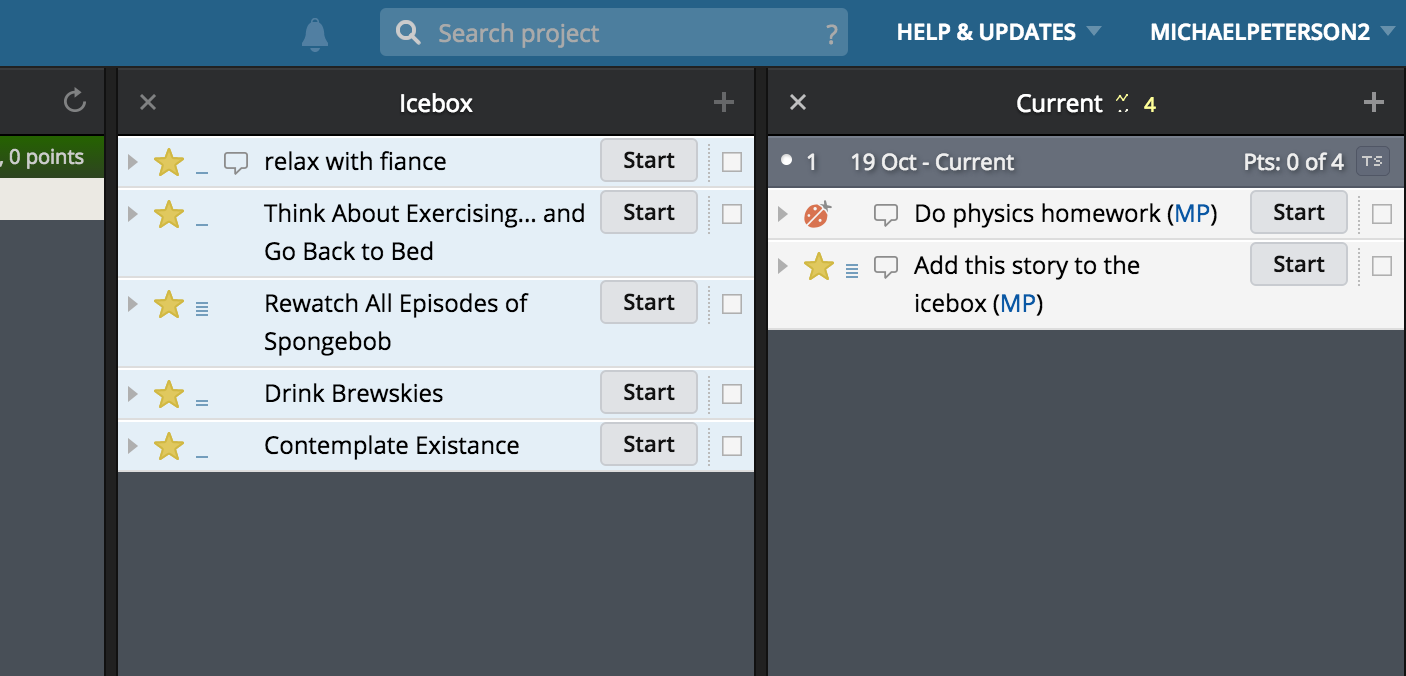 Search project ?
HELP & UPDATES
MICHAELPETERSON2
, 0 points
Icebox
relax with fiance
Start
Think About Exercising... and
Go Back to Bed
Start
Rewatch All Episodes of
Spongebob
Start
Drink Brewskies
Start
Contemplate Existance
Start
Current 4
1 19 Oct - Current Pts: 0 of 4 TS
Do physics homework (MP)
Start
Add this story to the
icebox (MP)
Start